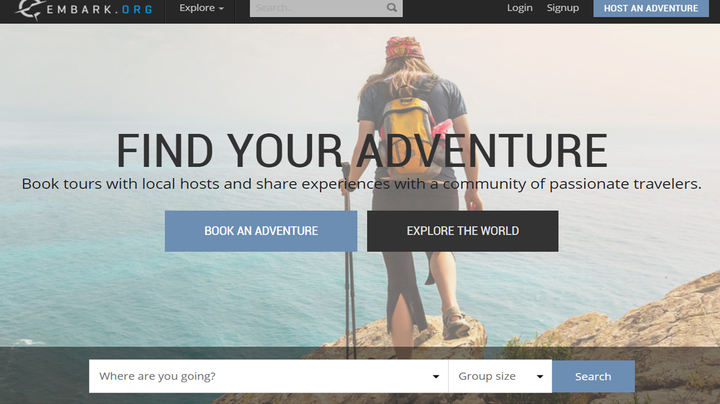 EMBARK.ORG
Explore
Search...
Login
Signup
HOST AN ADVENTURE
FIND YOUR ADVENTURE
Book tours with local hosts and share experiences with a community of passionate travelers.
BOOK AN ADVENTURE
EXPLORE THE WORLD
Where are you going?
Group size
Search